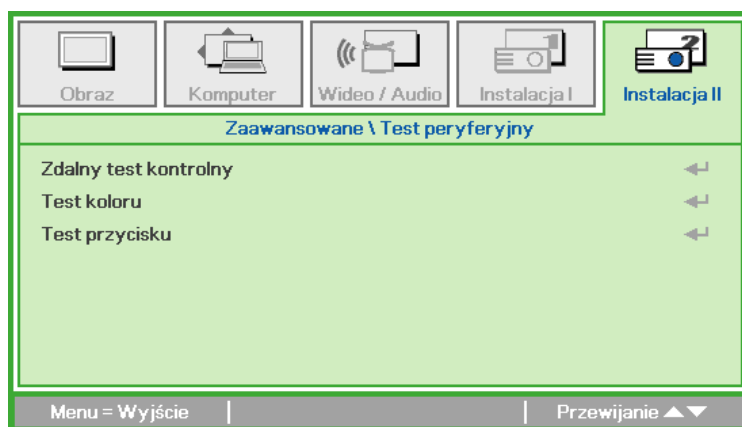 Obraz Komputer Wideo / Audio Instalacja I Instalacja II
Zaawansowane \ Test peryferyjny
Zdalny test kontrolny
Test koloru
Test przycisku
Menu = Wyjście Przewijanie ▲▼